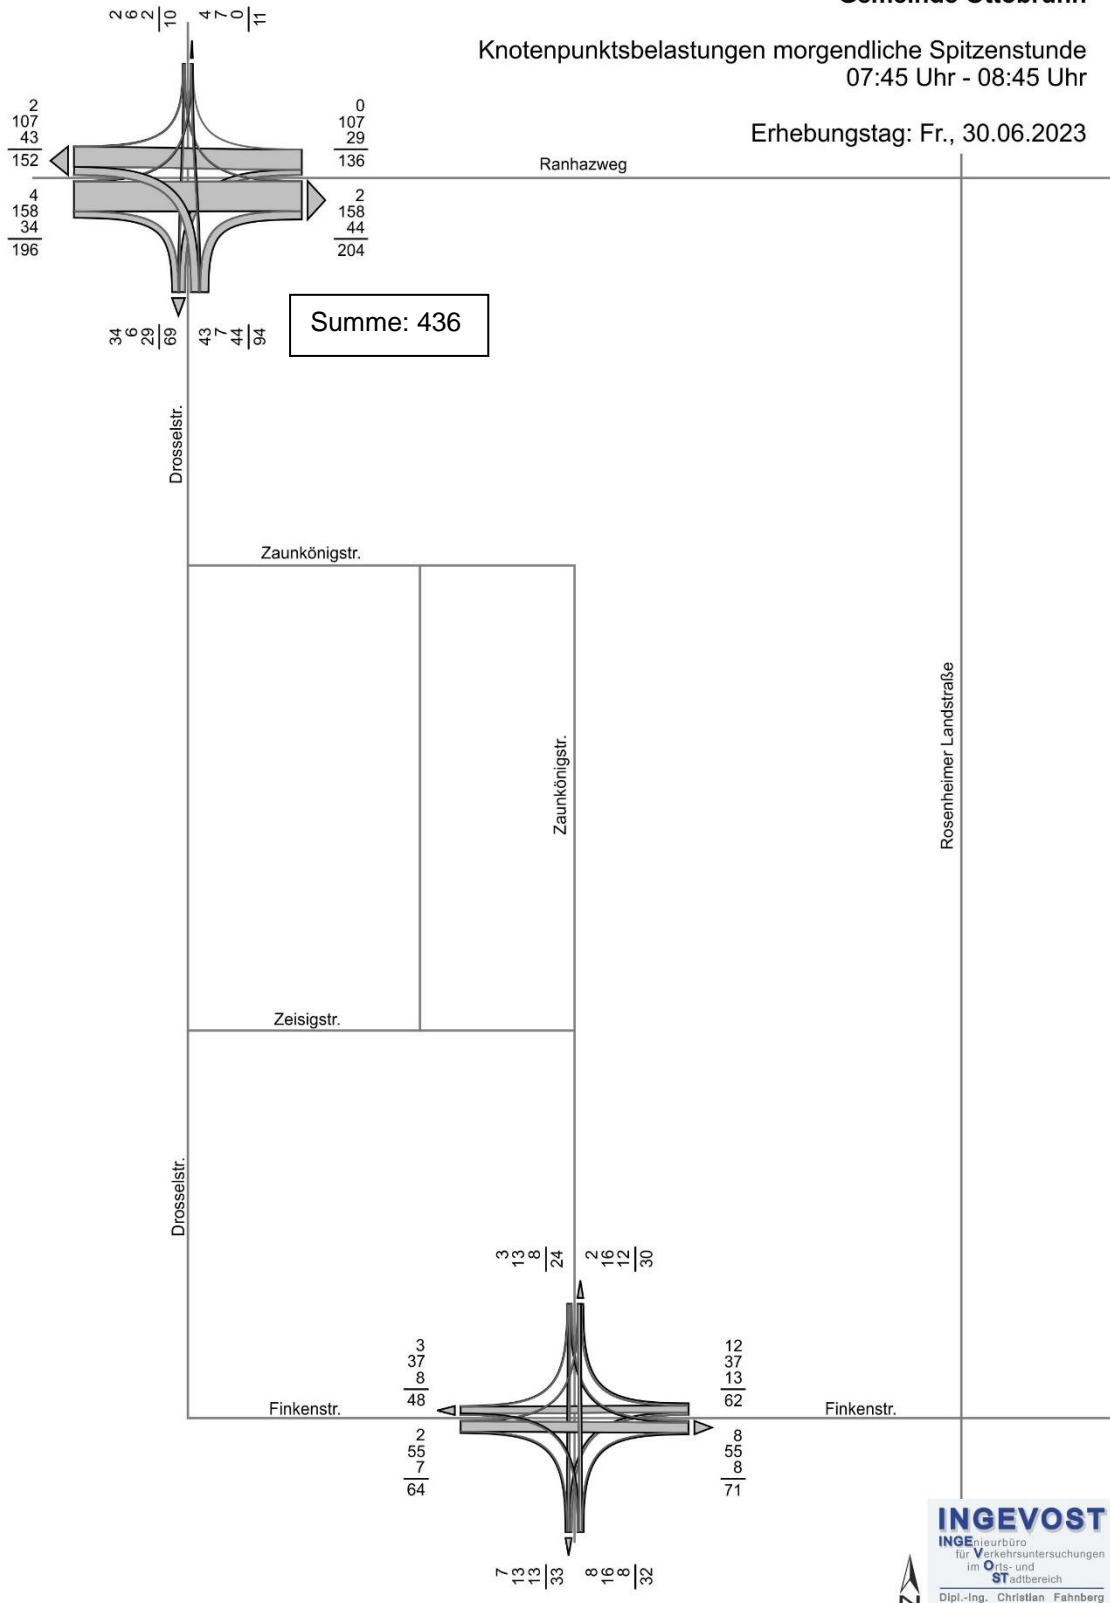 Knotenpunktsbelastungen morgendliche Spitzenstunde
07:45 Uhr - 08:45 Uhr
Erhebungstag: Fr., 30.06.2023
2 6 2 10
4 7 0 11
2
107
43
152
0
107
29
136
Ranhazweg
4
158
34
196
2
158
44
204
34 6 29 69
43 7 44 94
Summe: 436
Drosselstr.
Zaunkönigstr.
Zaunkönigstr.
Rosenheimer Landstraße
Zeisigstr.
Drosselstr.
3 13 8 24
2 16 12 30
3
37
8
48
12
37
13
62
Finkenstr.
Finkenstr.
2
55
7
64
8
55
8
71
7 13 13 33
8 16 8 32
N
INGEVOST
INGEnieurbüro
für Verkehrsuntersuchungen
im Orts- und
STadtbereich
Dipl.-Ing. Christian Fahnberg